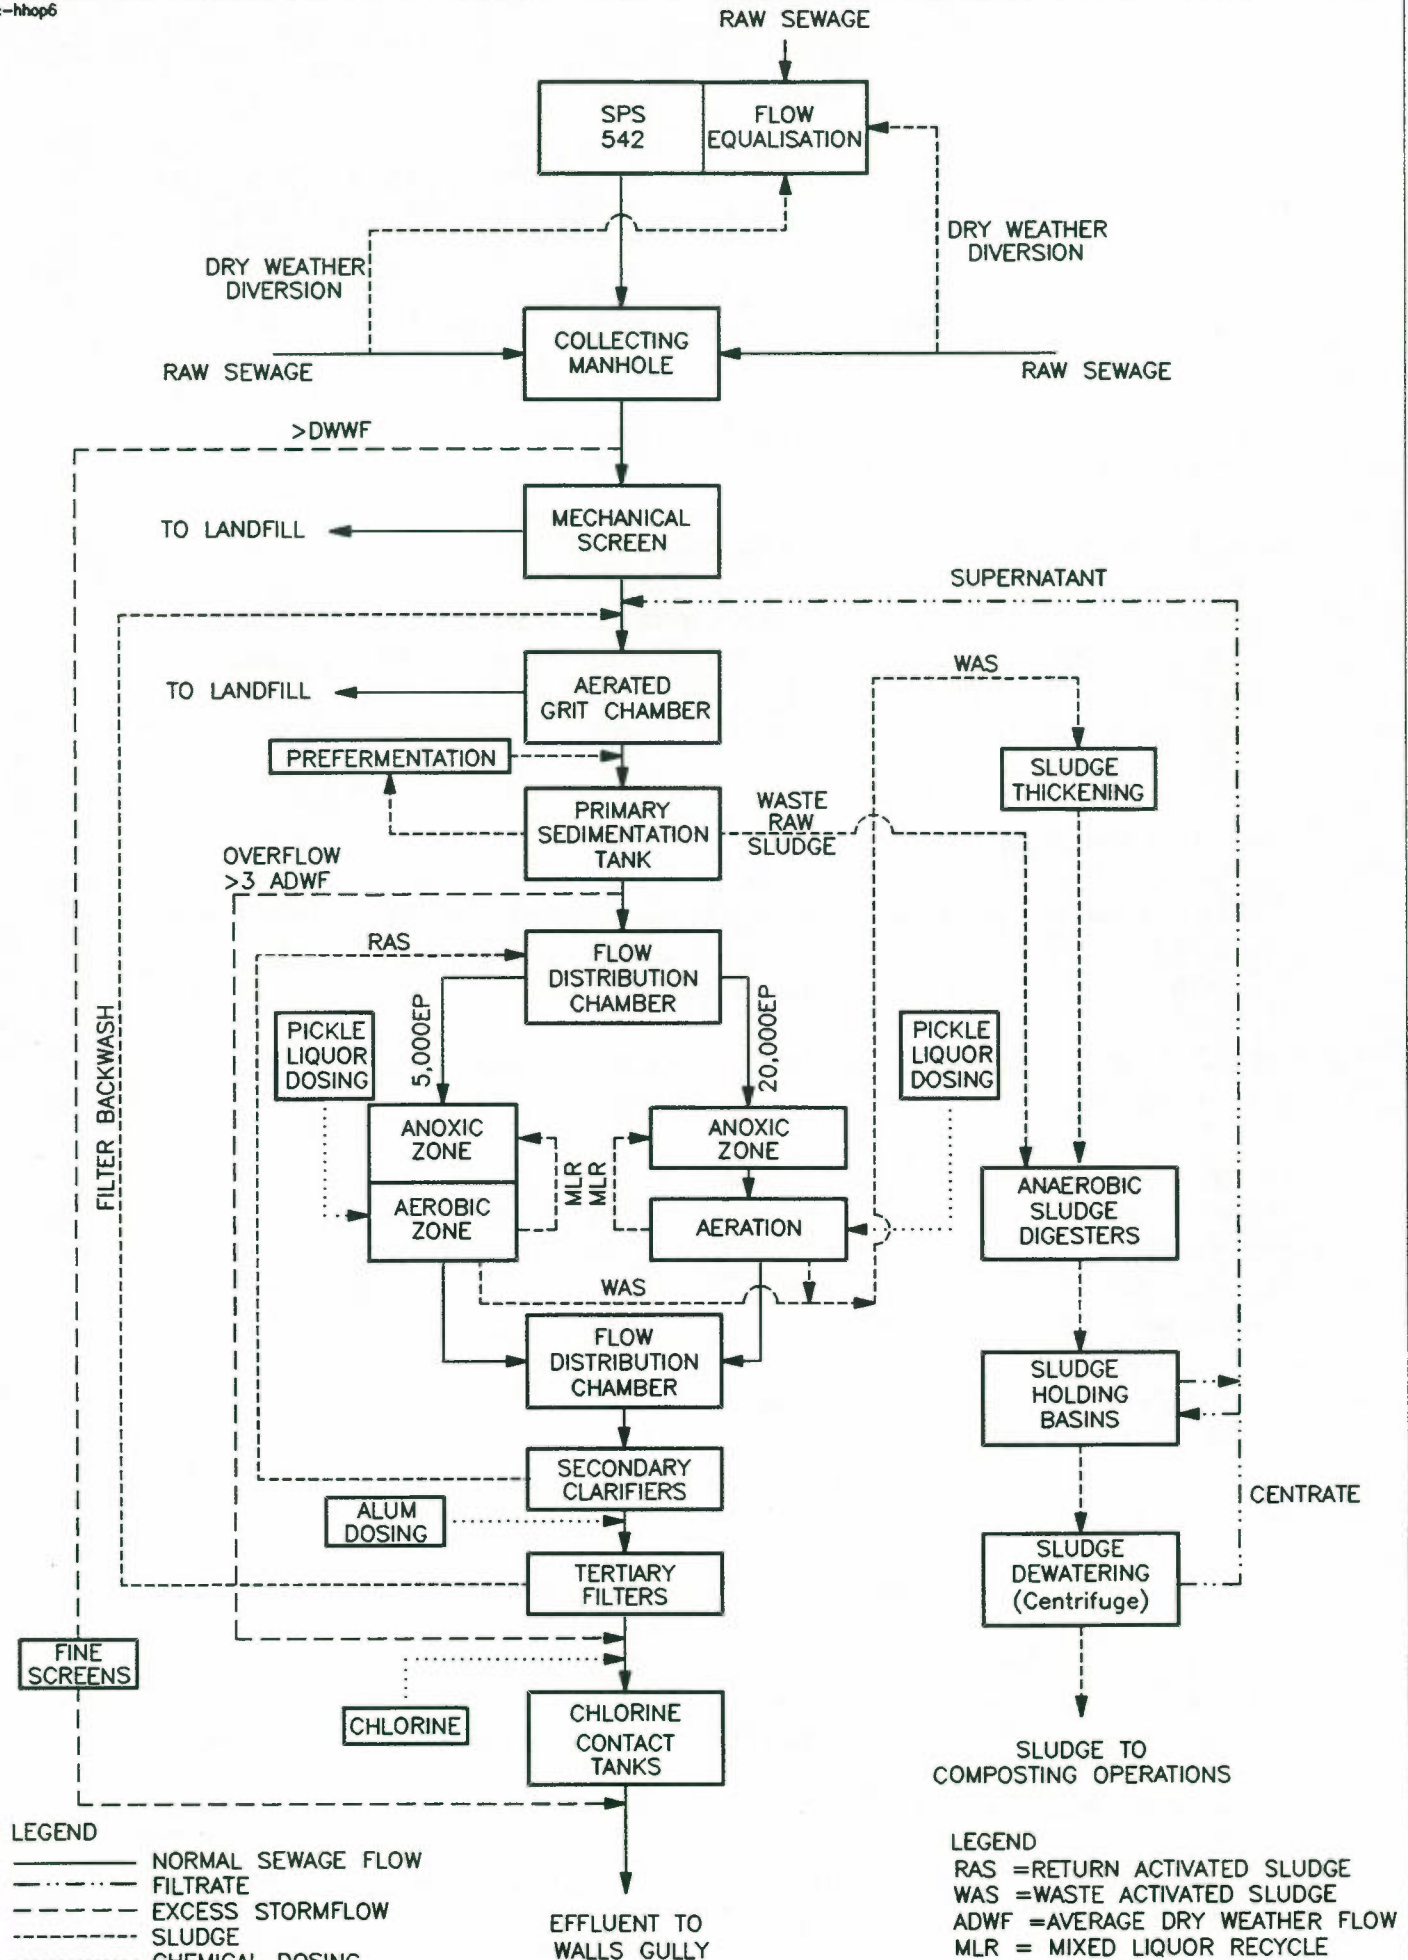 :-hhop6
RAW SEWAGE
SPS
542
FLOW
EQUALISATION
DRY WEATHER
DIVERSION
DRY WEATHER
DIVERSION
COLLECTING
MANHOLE
RAW SEWAGE
RAW SEWAGE
>DWWF
MECHANICAL
SCREEN
TO LANDFILL
SUPERNATANT
WAS
AERATED
GRIT CHAMBER
TO LANDFILL
PREFERMENTATION
SLUDGE
THICKENING
PRIMARY
SEDIMENTATION
TANK
WASTE
RAW
SLUDGE
OVERFLOW
>3 ADWF
RAS
FLOW
DISTRIBUTION
CHAMBER
5,000EP
20,000EP
PICKLE
LIQUOR
DOSING
PICKLE
LIQUOR
DOSING
FILTER BACKWASH
ANOXIC
ZONE
ANOXIC
ZONE
MLR
MLR
AEROBIC
ZONE
AERATION
ANAEROBIC
SLUDGE
DIGESTERS
WAS
FLOW
DISTRIBUTION
CHAMBER
SLUDGE
HOLDING
BASINS
SECONDARY
CLARIFIERS
CENTRATE
ALUM
DOSING
TERTIARY
FILTERS
SLUDGE
DEWATERING
(Centrifuge)
FINE
SCREENS
CHLORINE
CHLORINE
CONTACT
TANKS
SLUDGE TO
COMPOSTING OPERATIONS
LEGEND
NORMAL SEWAGE FLOW
FILTRATE
EXCESS STORMFLOW
SLUDGE
CHEMICAL DOSING
EFFLUENT TO
WALLS GULLY
LEGEND
RAS =RETURN ACTIVATED SLUDGE
WAS =WASTE ACTIVATED SLUDGE
ADWF =AVERAGE DRY WEATHER FLOW
MLR = MIXED LIQUOR RECYCLE